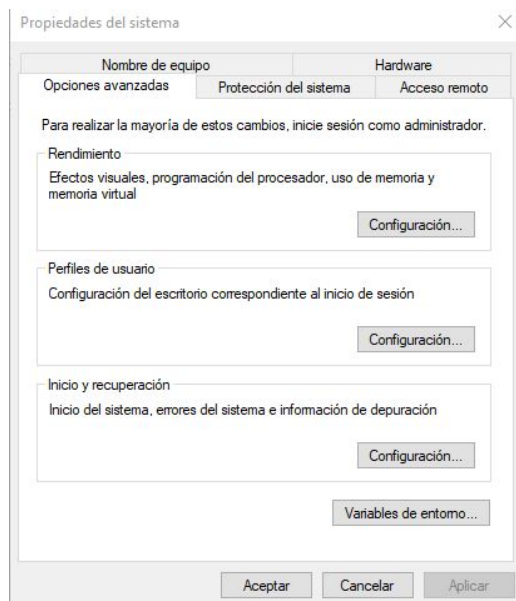 Propiedades del sistema
Nombre de equipo
Hardware
Opciones avanzadas
Protección del sistema
Acceso remoto
Para realizar la mayoría de estos cambios, inicie sesión como administrador.
Rendimiento
Efectos visuales, programación del procesador, uso de memoria y
memoria virtual
Configuración...
Perfiles de usuario
Configuración del escritorio correspondiente al inicio de sesión
Configuración...
Inicio y recuperación
Inicio del sistema, errores del sistema e información de depuración
Configuración...
Variables de entorno...
Aceptar
Cancelar
Aplicar